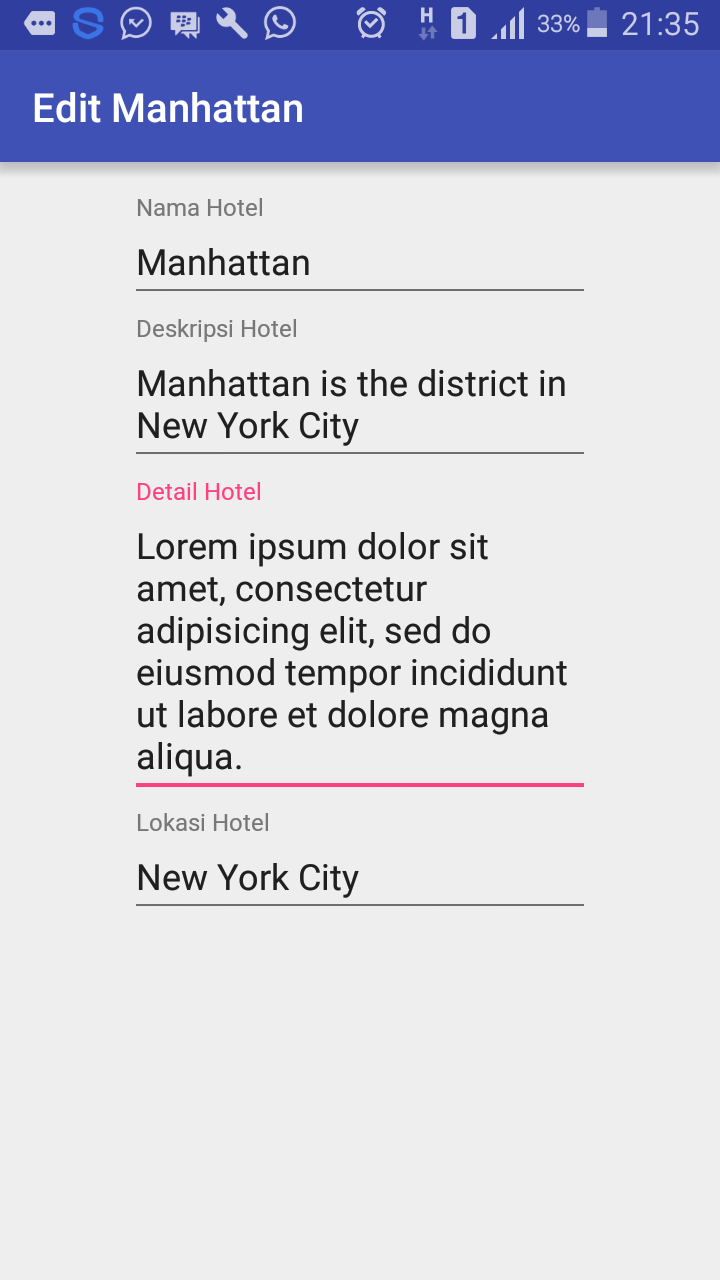 H 1 33% 21:35
Edit Manhattan
Nama Hotel
Manhattan
Deskripsi Hotel
Manhattan is the district in
New York City
Detail Hotel
Lorem ipsum dolor sit
amet, consectetur
adipisicing elit, sed do
eiusmod tempor incididunt
ut labore et dolore magna
aliqua.
Lokasi Hotel
New York City